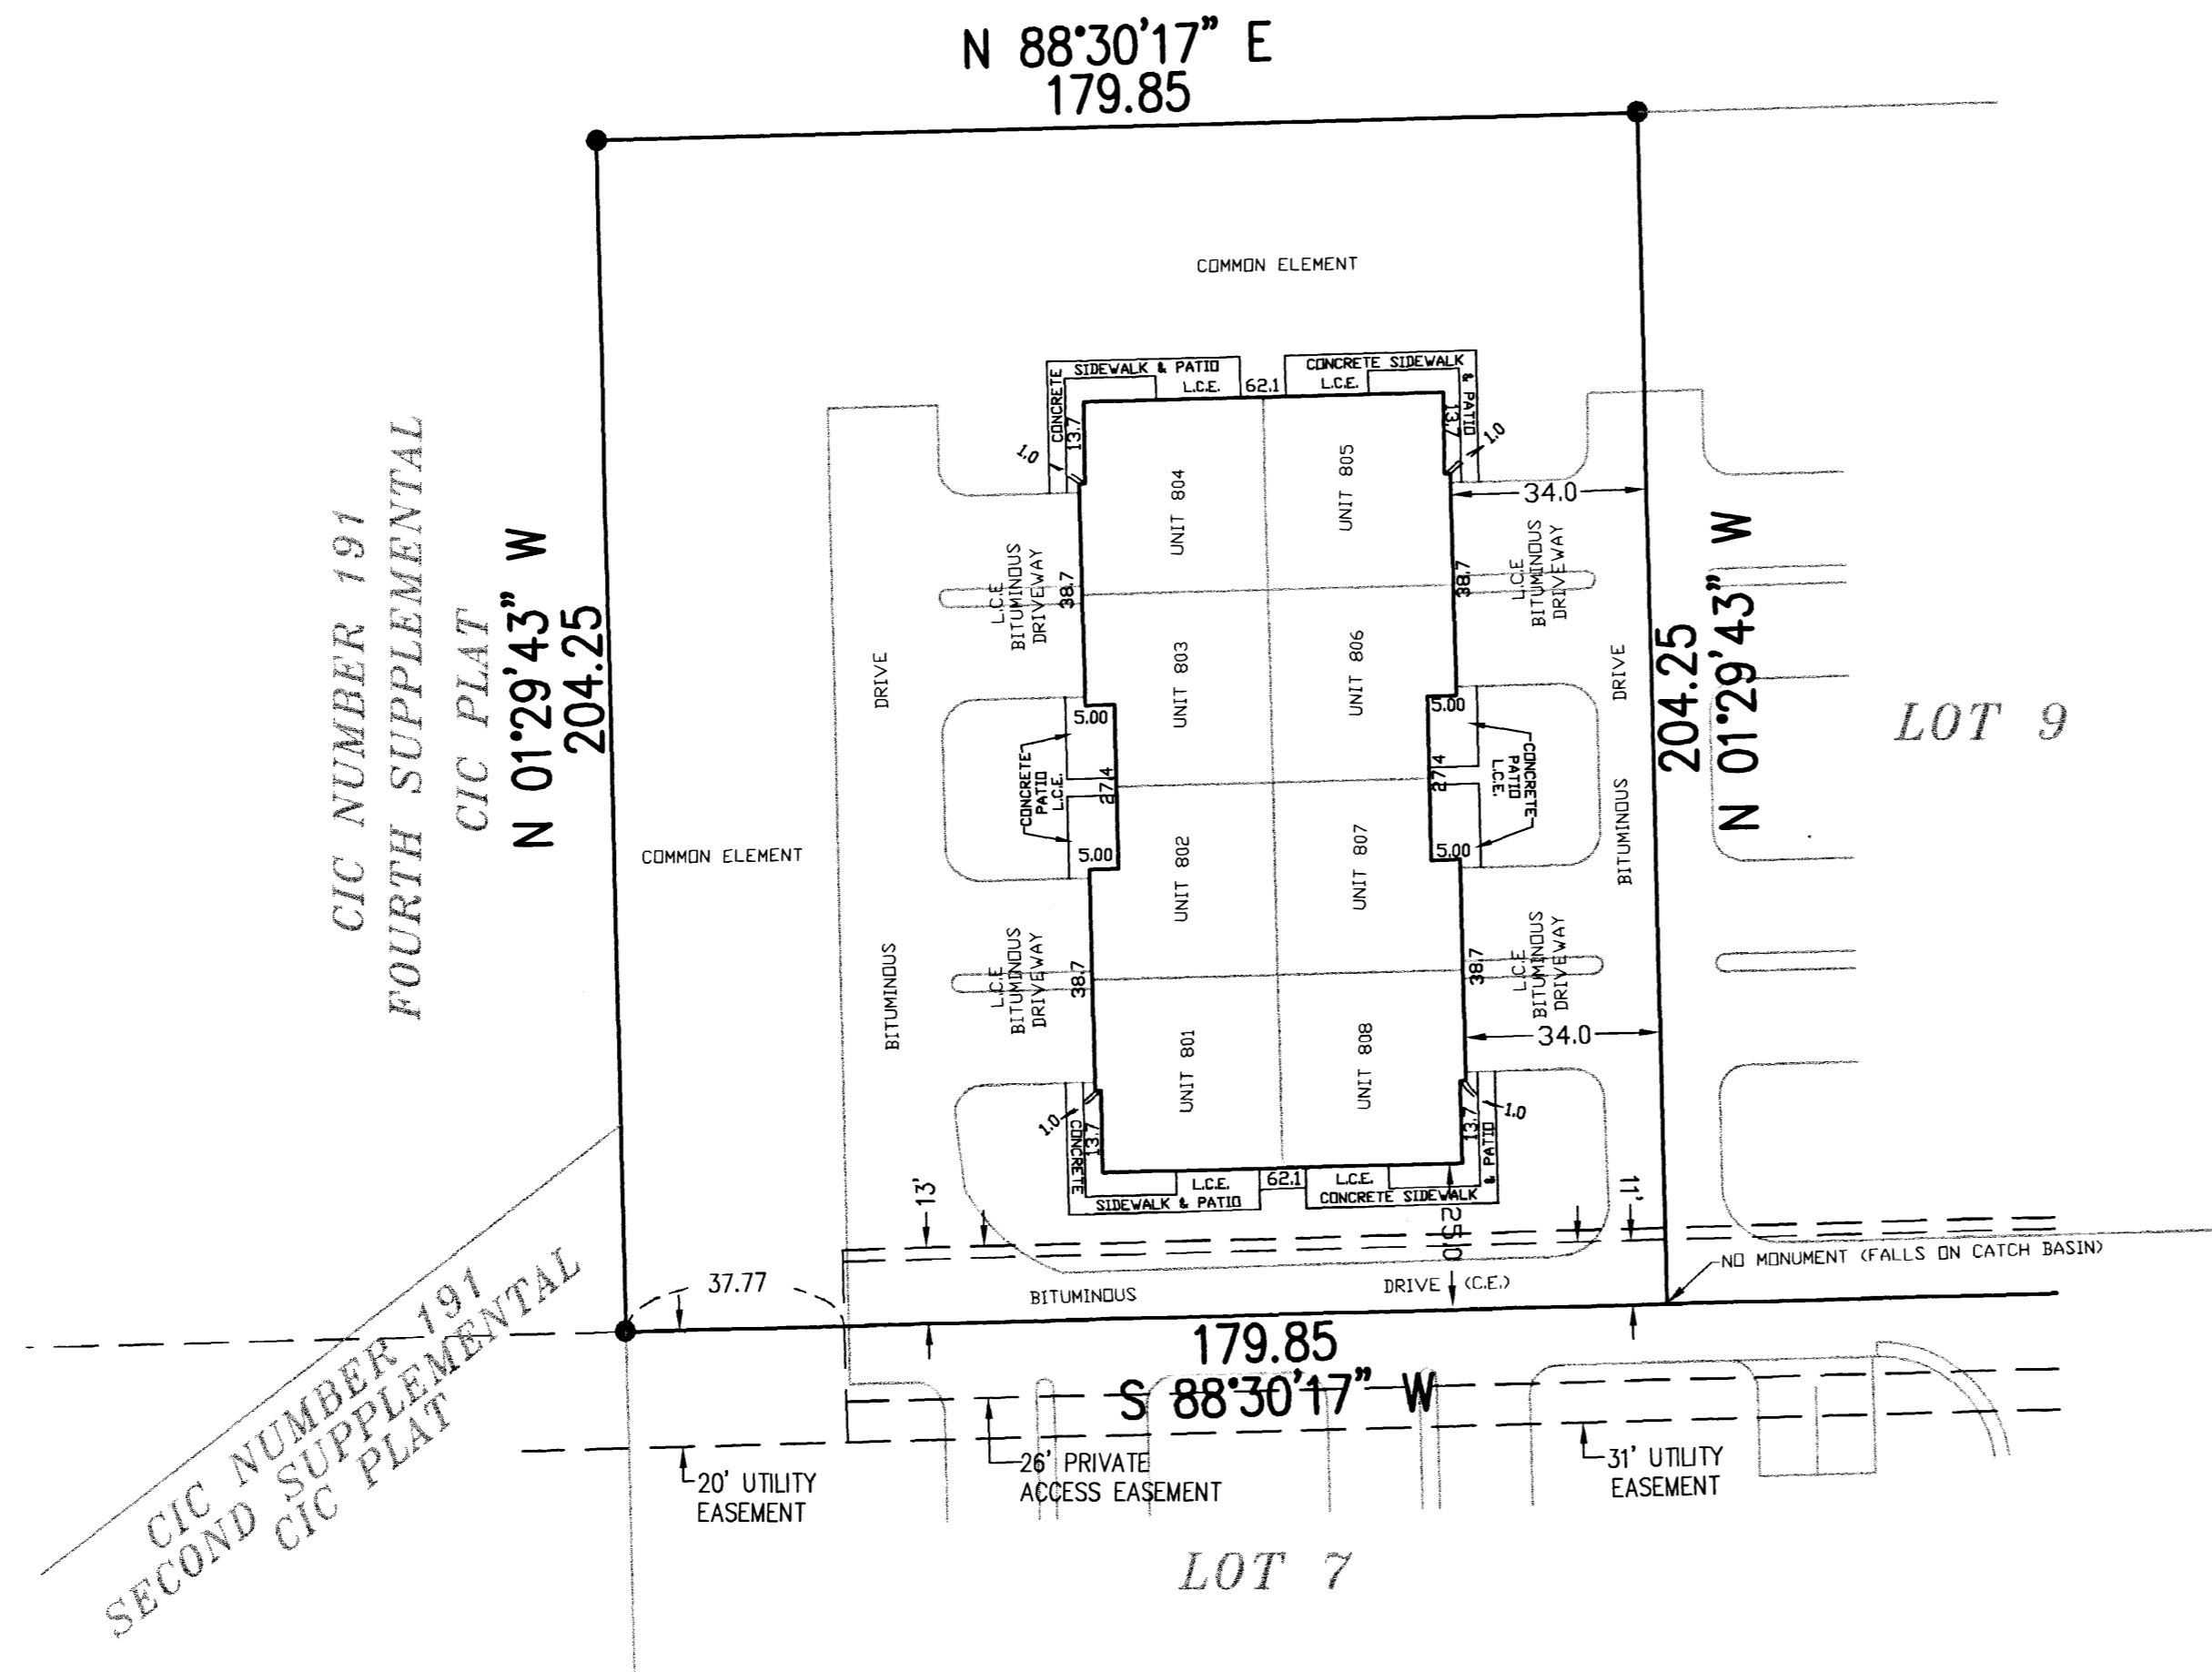 N 88°30'17" E
179.85
COMMON ELEMENT
SIDEWALK & PATIO
CONCRETE
L.C.E.
62.1
CONCRETE SIDEWALK
& PATIO
L.C.E.
13.7
1.0
13.7
1.0
UNIT 804
UNIT 805
34.0
CIC NUMBER 191
FOURTH SUPPLEMENTAL
CIC PLAT
N 01°29'43" W
204.25
L.C.E
BITUMINOUS
DRIVEWAY
38.7
38.7
L.C.E
BITUMINOUS
DRIVEWAY
204.25
N 01°29'43" W
LOT 9
DRIVE
UNIT 803
UNIT 806
DRIVE
5.00
5.00
CONCRETE
PATIO
L.C.E.
27.4
27.4
CONCRETE
PATIO
L.C.E.
BITUMINOUS
5.00
5.00
COMMON ELEMENT
UNIT 802
UNIT 807
BITUMINOUS
L.C.E
BITUMINOUS
DRIVEWAY
38.7
38.7
L.C.E
BITUMINOUS
DRIVEWAY
34.0
UNIT 801
UNIT 808
1.0
13.7
CONCRETE
13.7
1.0
& PATIO
L.C.E.
62.1
L.C.E.
SIDEWALK & PATIO
CONCRETE SIDEWALK
13'
25.0
11'
NO MONUMENT (FALLS ON CATCH BASIN)
37.77
BITUMINOUS
DRIVE
(C.E.)
179.85
S 88°30'17" W
CIC NUMBER 191
SECOND SUPPLEMENTAL
CIC PLAT
20' UTILITY
EASEMENT
26' PRIVATE
ACCESS EASEMENT
31' UTILITY
EASEMENT
LOT 7